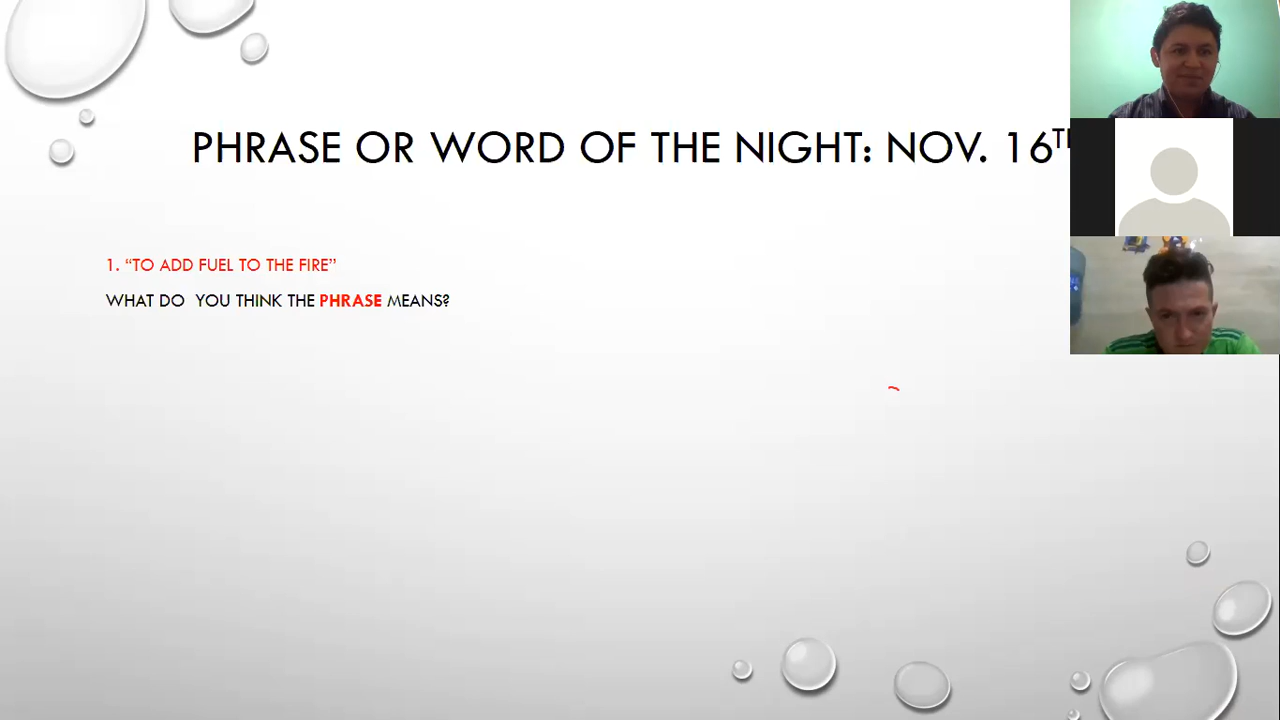 PHRASE OR WORD OF THE NIGHT: NOV. 16TH
1. “TO ADD FUEL TO THE FIRE”
WHAT DO YOU THINK THE PHRASE MEANS?